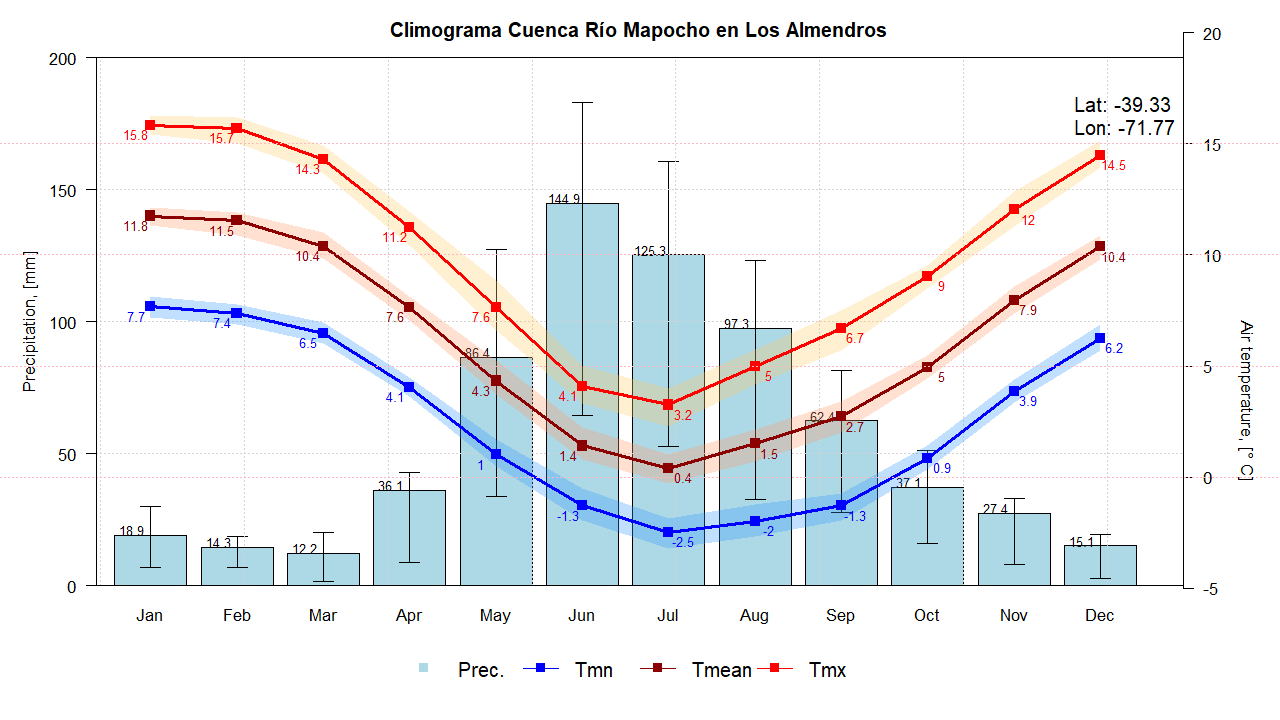 Climograma Cuenca Río Mapocho en Los Almendros
Lat: -39.33
Lon: -71.77
Precipitation, [mm]
200
150
100
50
0
Air temperature, [°C]
20
15
10
5
0
-5
15.8 15.7 14.3 11.2 7.6 4.1 3.2 5 6.7 9 12 14.5
11.8 11.5 10.4 7.6 4.3 1.4 0.4 1.5 2.7 5 7.9 10.4
7.7 7.4 6.5 4.1 1 -1.3 -2.5 -2 -1.3 0.9 3.9 6.2
18.9 14.3 12.2 36.1 86.4 144.9 125.3 97.3 62.4 37.1 27.4 15.1
Jan Feb Mar Apr May Jun Jul Aug Sep Oct Nov Dec
Prec. Tmn Tmean Tmx